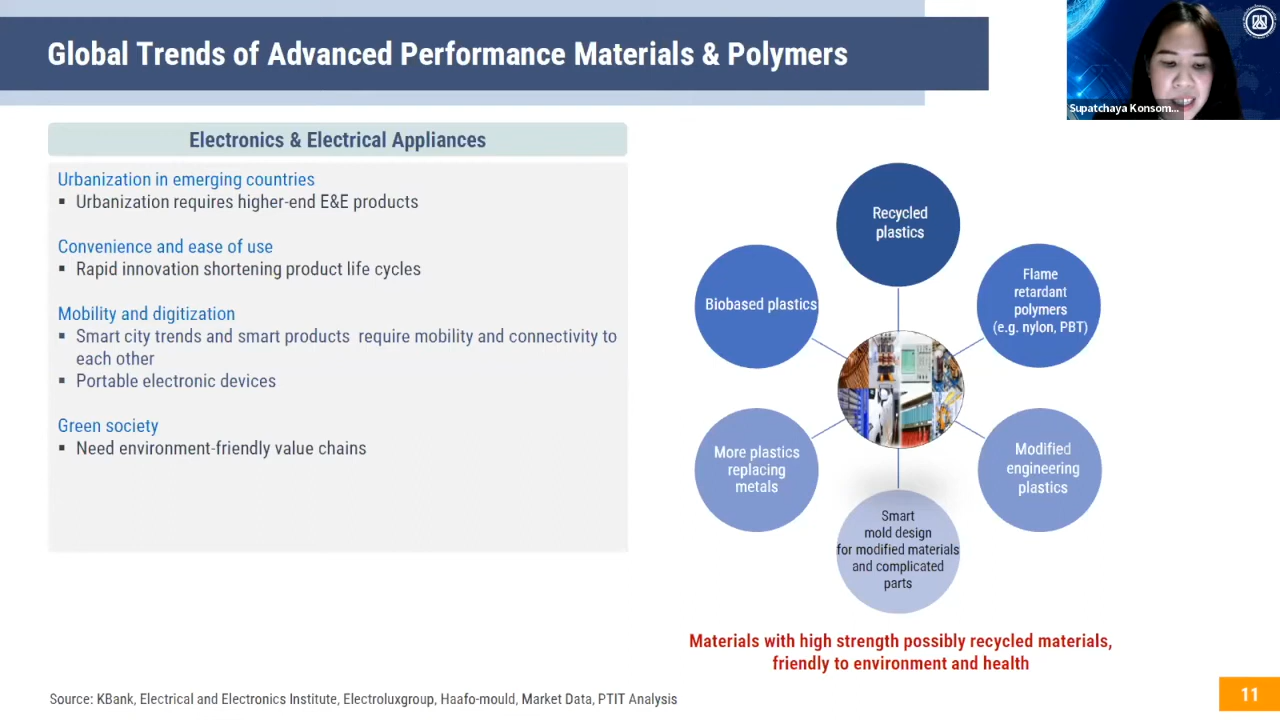 Global Trends of Advanced Performance Materials & Polymers
Supatchaya Konsom...
Electronics & Electrical Appliances
Urbanization in emerging countries
▪ Urbanization requires higher-end E&E products
Convenience and ease of use
▪ Rapid innovation shortening product life cycles
Mobility and digitization
▪ Smart city trends and smart products require mobility and connectivity to
each other
▪ Portable electronic devices
Green society
▪ Need environment-friendly value chains
Recycled
plastics
Biobased plastics
Flame
retardant
polymers
(e.g. nylon, PBT)
More plastics
replacing
metals
Modified
engineering
plastics
Smart
mold design
for modified materials
and complicated
parts
Materials with high strength possibly recycled materials,
friendly to environment and health
Source: KBank, Electrical and Electronics Institute, Electroluxgroup, Haafo-mould, Market Data, PTIT Analysis
11